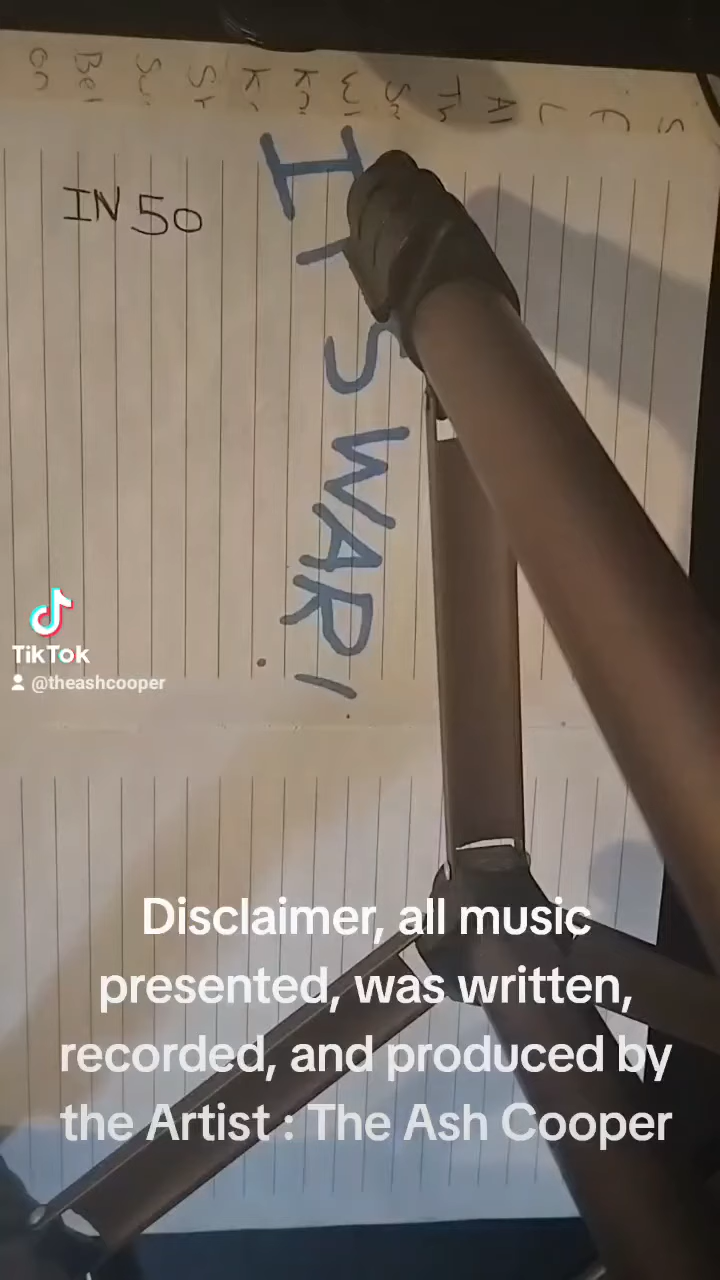 IN 50
IT'S WAR!
TikTok
@theashcooper
Disclaimer, all music
presented, was written,
recorded, and produced by
the Artist : The Ash Cooper